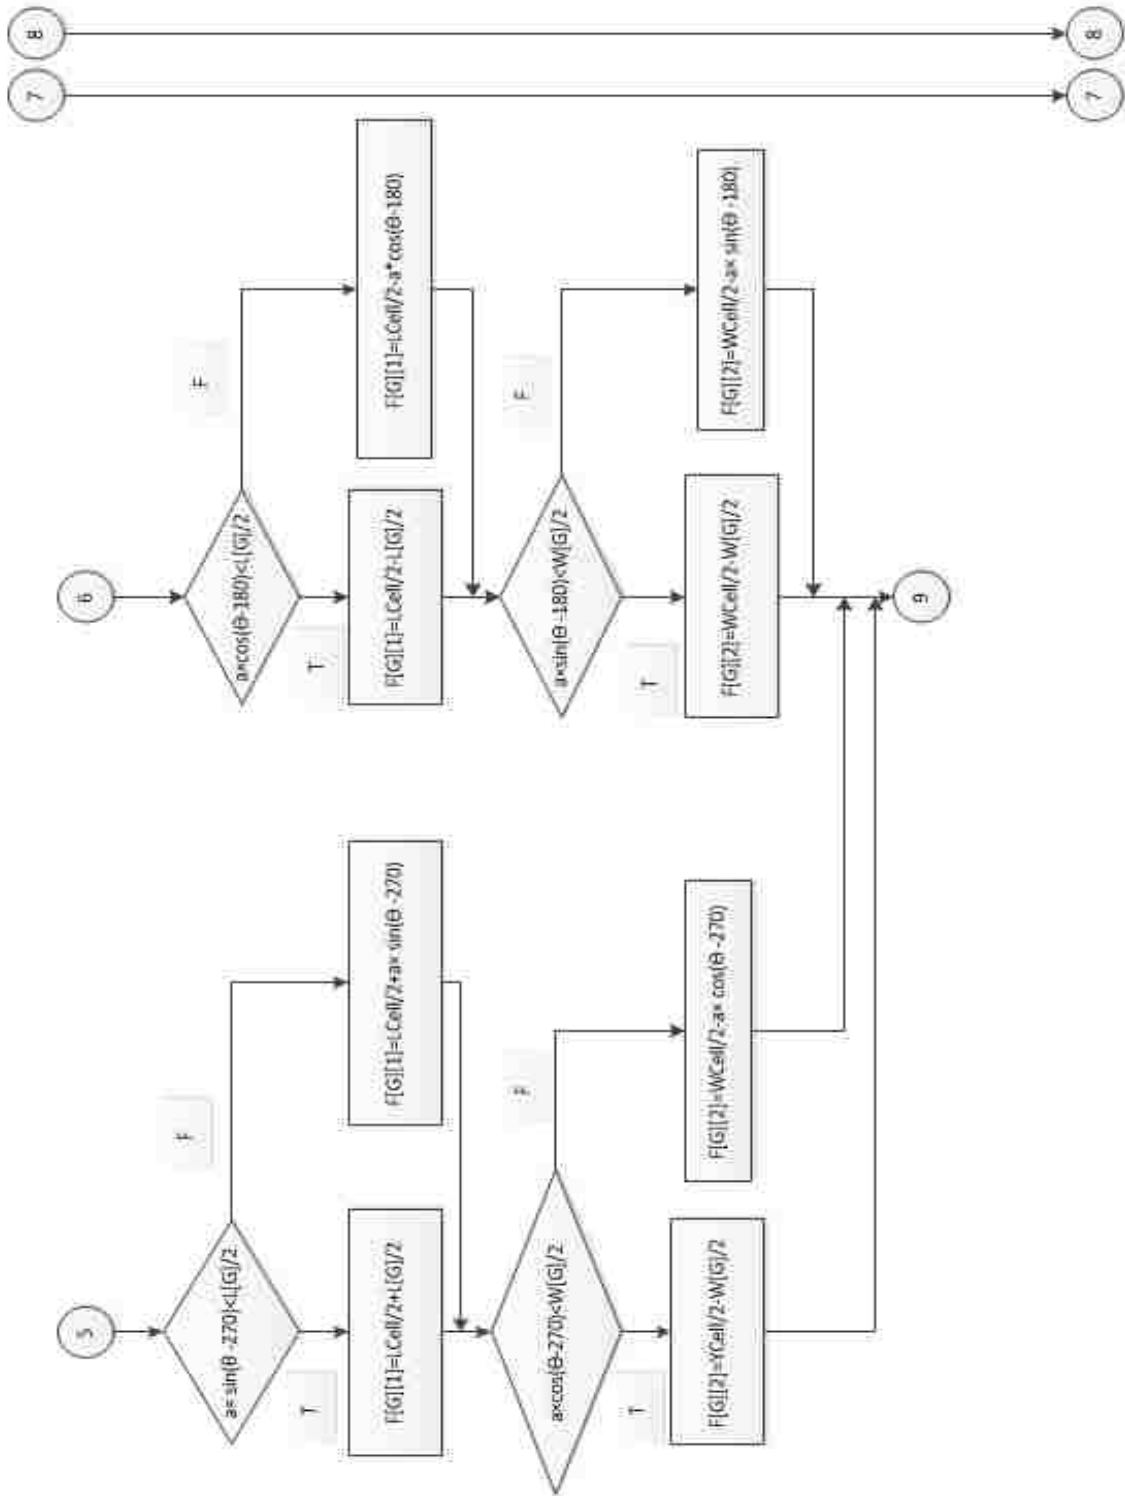 5
6
7
8
a× sin(θ -270)<L[G]/2
F
T
F[G][1]=LCell/2+L[G]/2
F[G][1]=LCell/2+a× sin(θ -270)
a×cos(θ-270)<W[G]/2
F
T
F[G][2]=YCell/2-W[G]/2
F[G][2]=WCell/2-a× cos(θ -270)
a×cos(θ-180)<L[G]/2
F
T
F[G][1]=LCell/2-L[G]/2
F[G][1]=LCell/2-a*cos(θ-180)
a×sin(θ -180)<W[G]/2
F
T
F[G][2]=WCell/2-W[G]/2
F[G][2]=WCell/2-a× sin(θ -180)
9
7
8